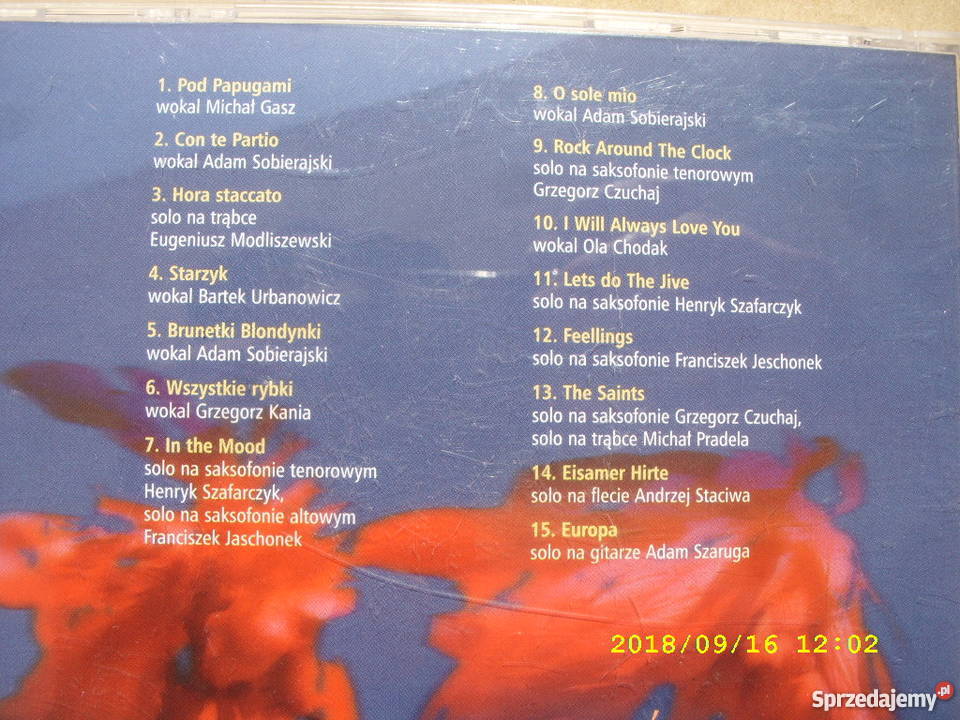 1. Pod Papugami
wokal Michał Gasz
2. Con te Partio
wokal Adam Sobierajski
3. Hora staccato
solo na trąbce
Eugeniusz Modliszewski
4. Starzyk
wokal Bartek Urbanowicz
5. Brunetki Blondynki
wokal Adam Sobierajski
6. Wszystkie rybki
wokal Grzegorz Kania
7. In the Mood
solo na saksofonie tenorowym
Henryk Szafarczyk,
solo na saksofonie altowym
Franciszek Jaschonek
8. O sole mio
wokal Adam Sobierajski
9. Rock Around The Clock
solo na saksofonie tenorowym
Grzegorz Czuchaj
10. I Will Always Love You
wokal Ola Chodak
11. Lets do The Jive
solo na saksofonie Henryk Szafarczyk
12. Feellings
solo na saksofonie Franciszek Jeschonek
13. The Saints
solo na saksofonie Grzegorz Czuchaj,
solo na trąbce Michał Pradela
14. Eisamer Hirte
solo na flecie Andrzej Staciwa
15. Europa
solo na gitarze Adam Szaruga
2018/09/16 12:02
Sprzedajemy.pl